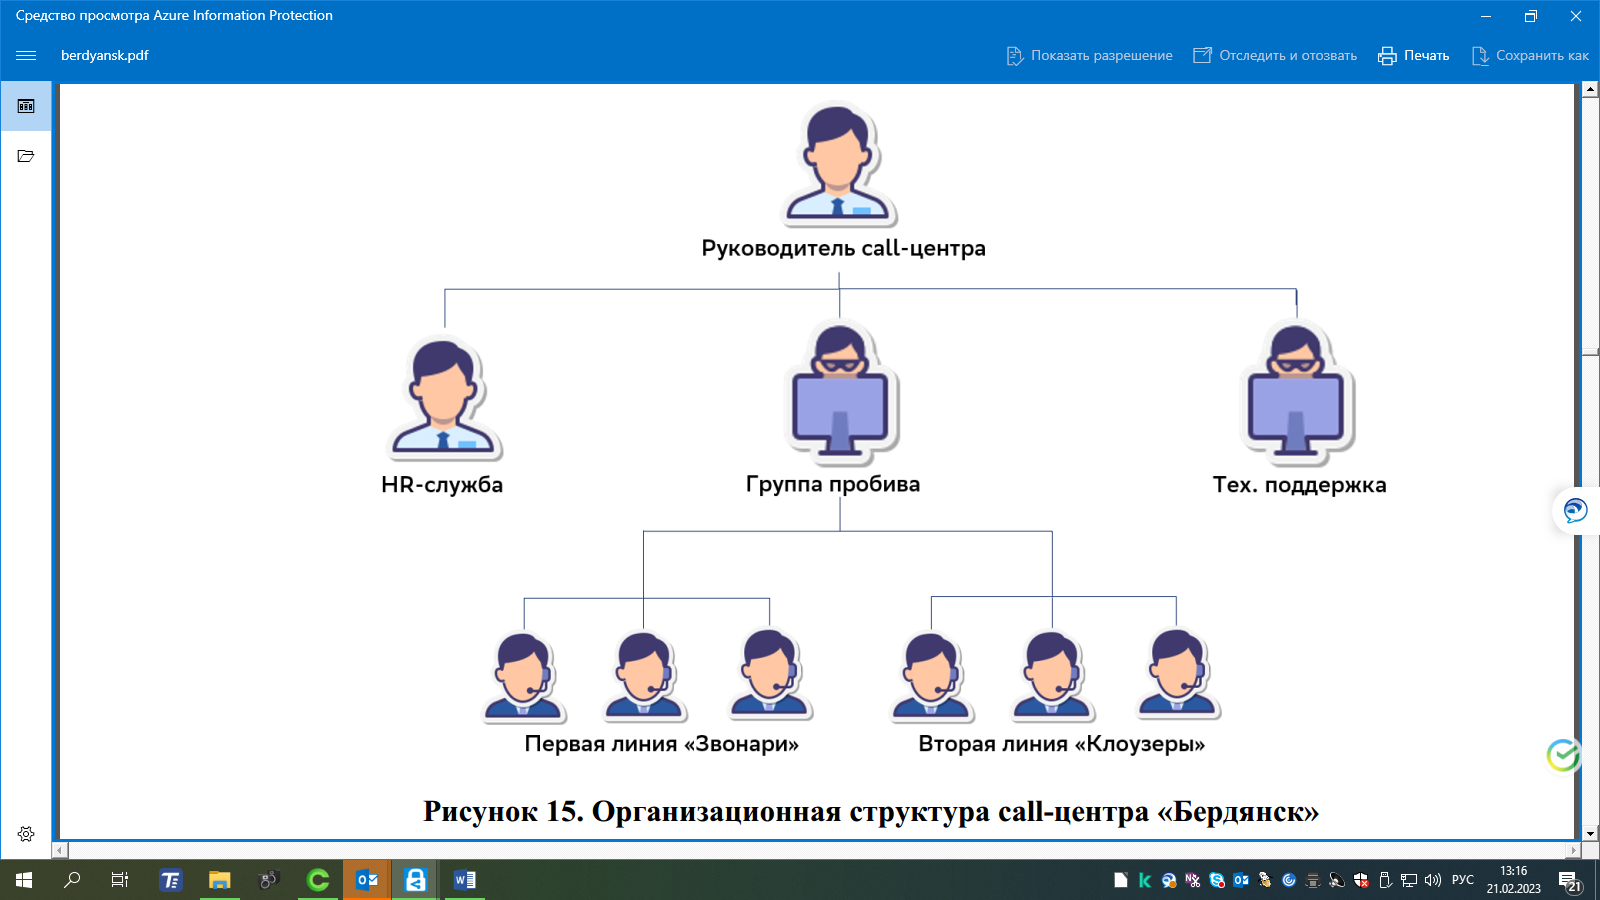 Средство просмотра Azure Information Protection
berdyansk.pdf
Показать разрешение
Отследить и отозвать
Печать
Сохранить как
Руководитель call-центра
HR-служба
Группа пробива
Тех. поддержка
Первая линия «Звонари»
Вторая линия «Клоузеры»
Рисунок 15. Организационная структура call-центра «Бердянск»
РУС
13:16
21.02.2023
21